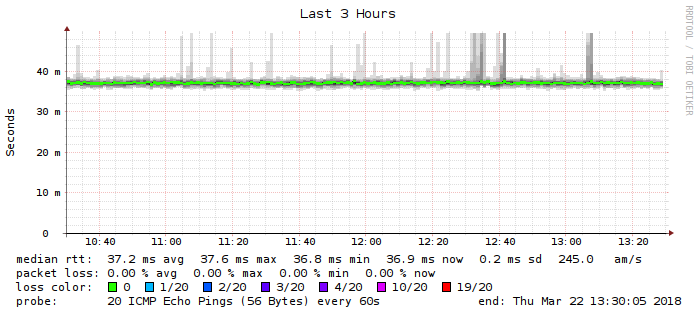 Last 3 Hours
RRDTOOL / TOBI OETIKER
Seconds
40 m
30 m
20 m
10 m
0
10:40 11:00 11:20 11:40 12:00 12:20 12:40 13:00 13:20
median rtt: 37.2 ms avg 37.6 ms max 36.8 ms min 36.9 ms now 0.2 ms sd 245.0 am/s
packet loss: 0.00 % avg 0.00 % max 0.00 % min 0.00 % now
loss color: 0 1/20 2/20 3/20 4/20 10/20 19/20
probe: 20 ICMP Echo Pings (56 Bytes) every 60s end: Thu Mar 22 13:30:05 2018